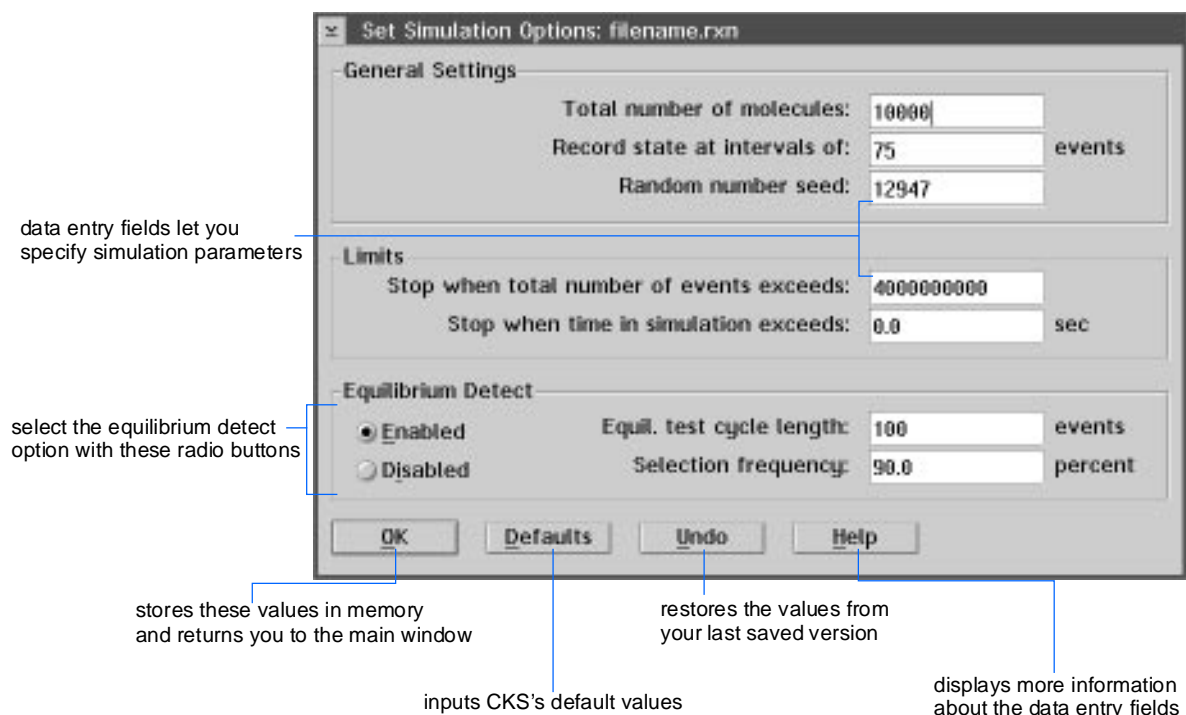 Set Simulation Options: filename.rxn
General Settings
Total number of molecules: 10000
Record state at intervals of: 75 events
Random number seed: 12947
data entry fields let you
specify simulation parameters
Limits
Stop when total number of events exceeds: 4000000000
Stop when time in simulation exceeds: 0.0 sec
Equilibrium Detect
select the equilibrium detect
option with these radio buttons
Enabled Equil. test cycle length: 100 events
Disabled Selection frequency: 90.0 percent
OK Defaults Undo Help
stores these values in memory
and returns you to the main window
restores the values from
your last saved version
inputs CKS's default values
displays more information
about the data entry fields